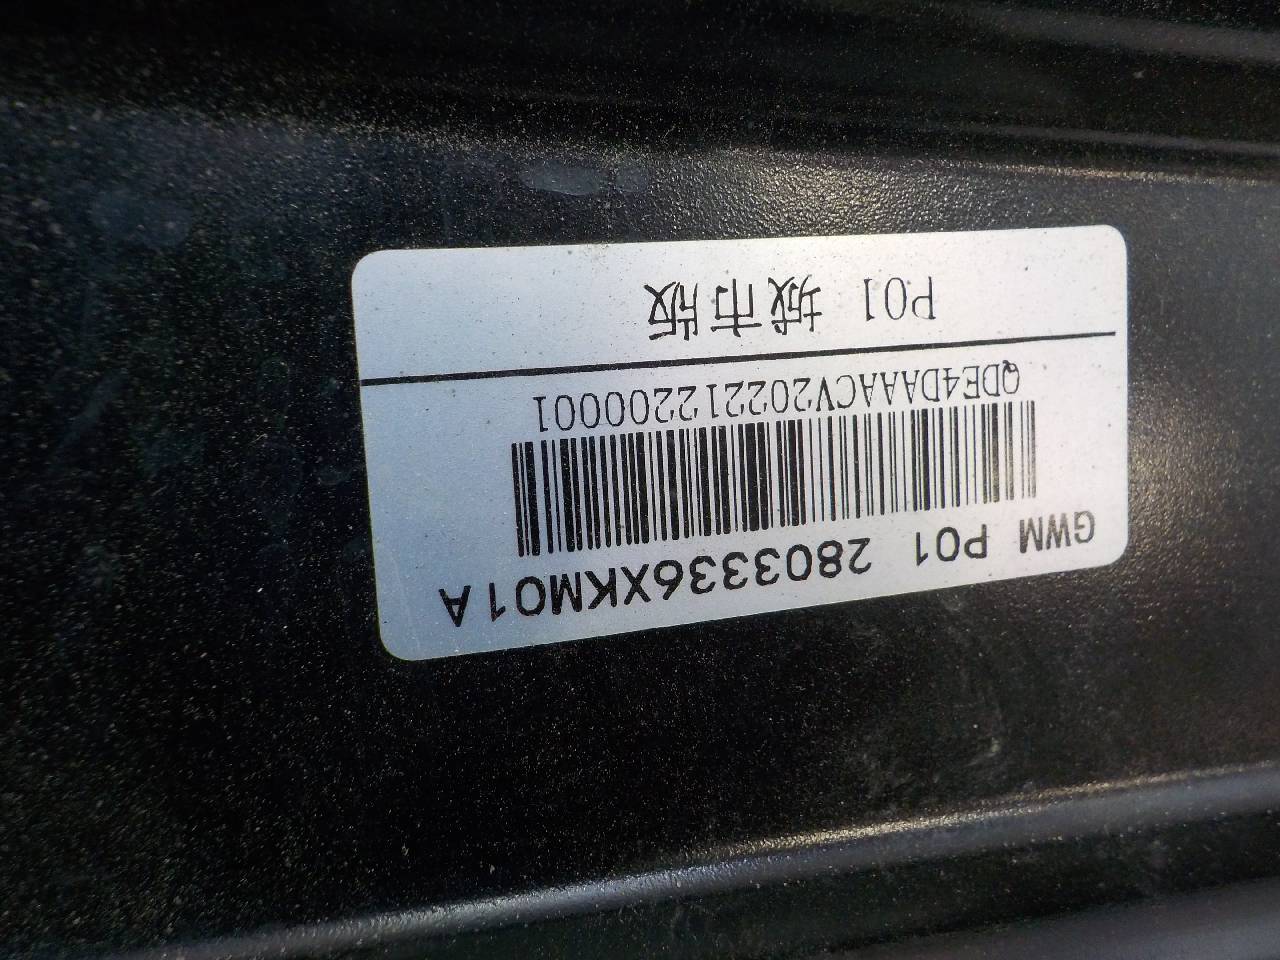 GWM P01 2803336XKM01A
QDE4DAAACV20221220001
P01 城市版